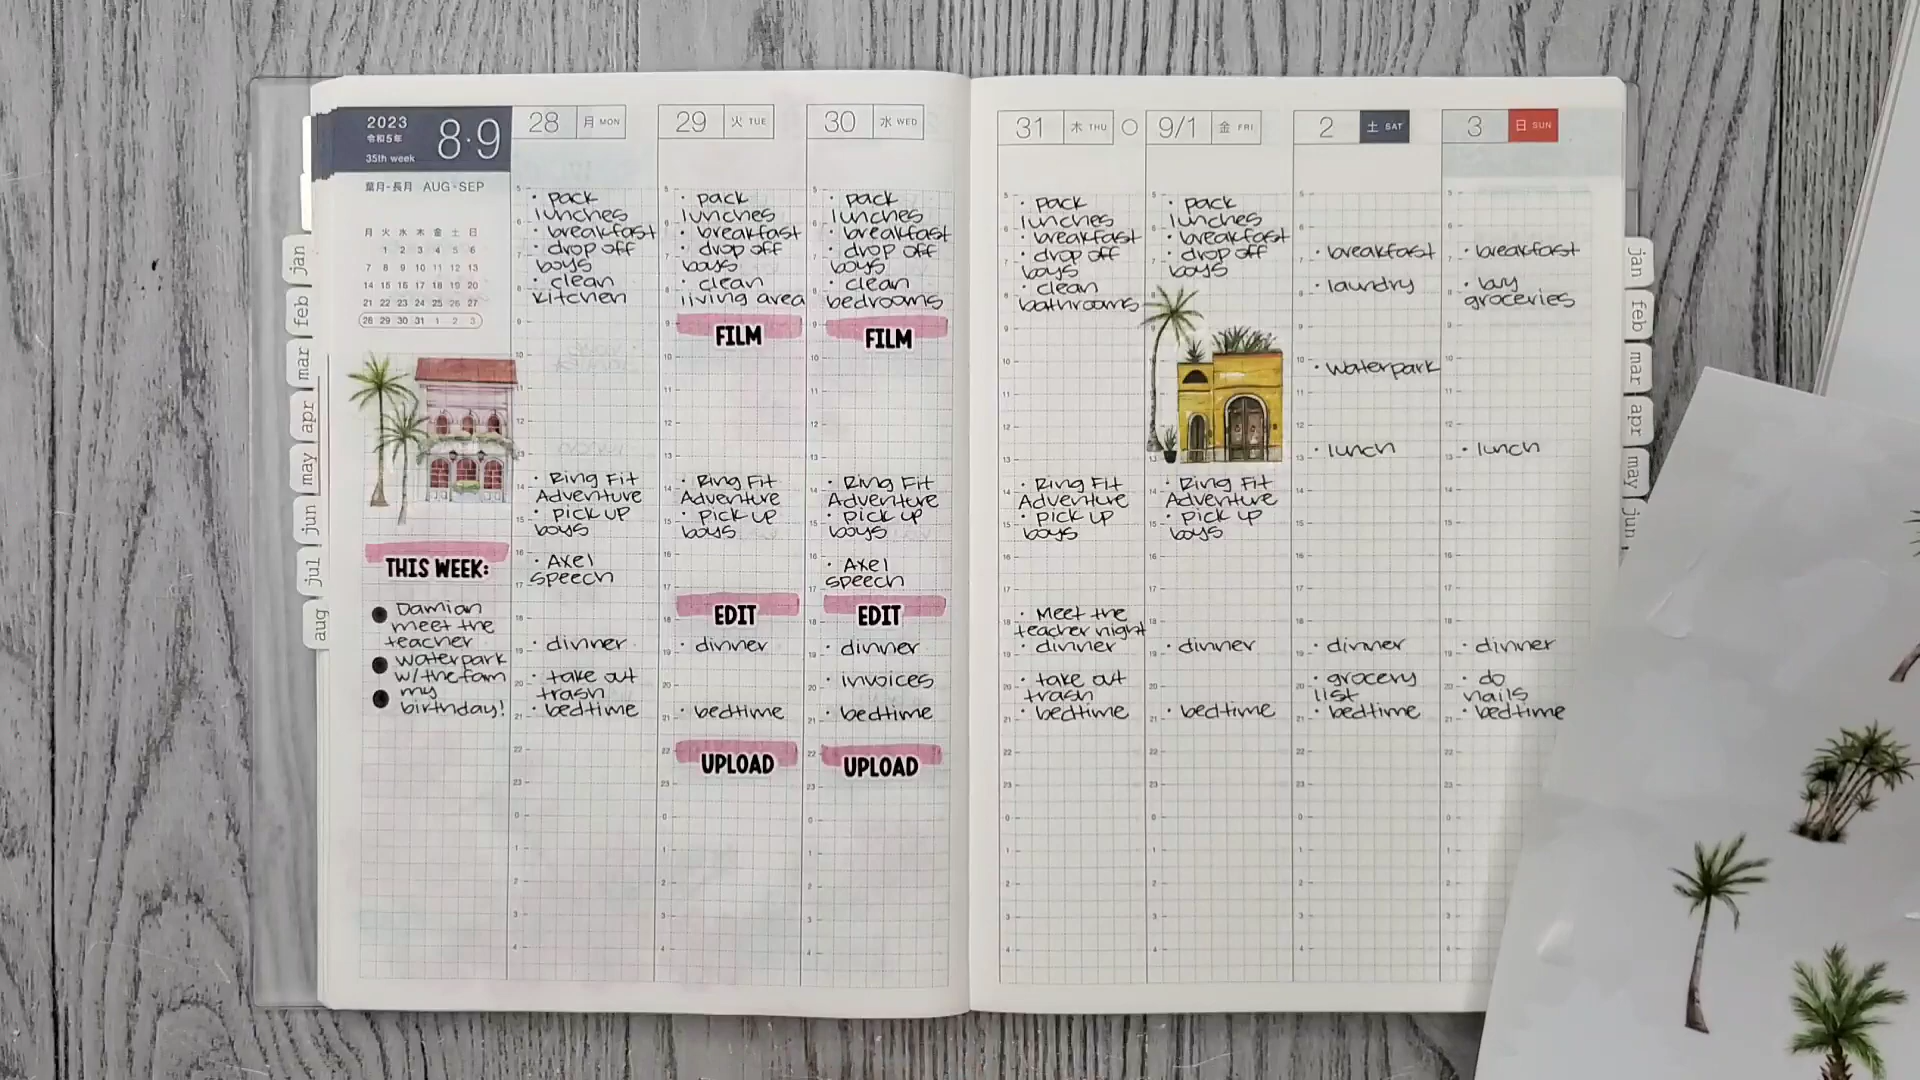 2023
令和5年
35th week
8·9
葉月-長月 AUG-SEP
月 火 水 木 金 土 日
1 2 3 4 5 6
7 8 9 10 11 12 13
14 15 16 17 18 19 20
21 22 23 24 25 26 27
28 29 30 31 1 2 3
THIS WEEK:
Damian
meet the
teacher
waterpark
w/the fam
my
birthday!
28 月 MON
· pack
lunches
· breakfast
· drop off
boys
· clean
kitchen
· Ring Fit
Adventure
· pick up
boys
· Axel
speech
· dinner
· take out
trash
· bedtime
29 火 TUE
· pack
lunches
· breakfast
· drop off
boys
· clean
living area
FILM
· Ring Fit
Adventure
· pick up
boys
EDIT
· dinner
· bedtime
UPLOAD
30 水 WED
· pack
lunches
· breakfast
· drop off
boys
· clean
bedrooms
FILM
· Ring Fit
Adventure
· pick up
boys
· Axel
speech
EDIT
· dinner
· invoices
· bedtime
UPLOAD
31 木 THU
· pack
lunches
· breakfast
· drop off
boys
· clean
bathrooms
· Ring Fit
Adventure
· pick up
boys
· Meet the
teacher night
· dinner
· take out
trash
· bedtime
9/1 金 FRI
· pack
lunches
· breakfast
· drop off
boys
· Ring Fit
Adventure
· pick up
boys
· dinner
· bedtime
2 土 SAT
· breakfast
· laundry
· waterpark
· lunch
· dinner
· grocery
list
· bedtime
3 日 SUN
· breakfast
· buy
groceries
· lunch
· dinner
· do
nails
· bedtime
jan
feb
mar
apr
may
jun
jul
aug
jan
feb
mar
apr
may
jun